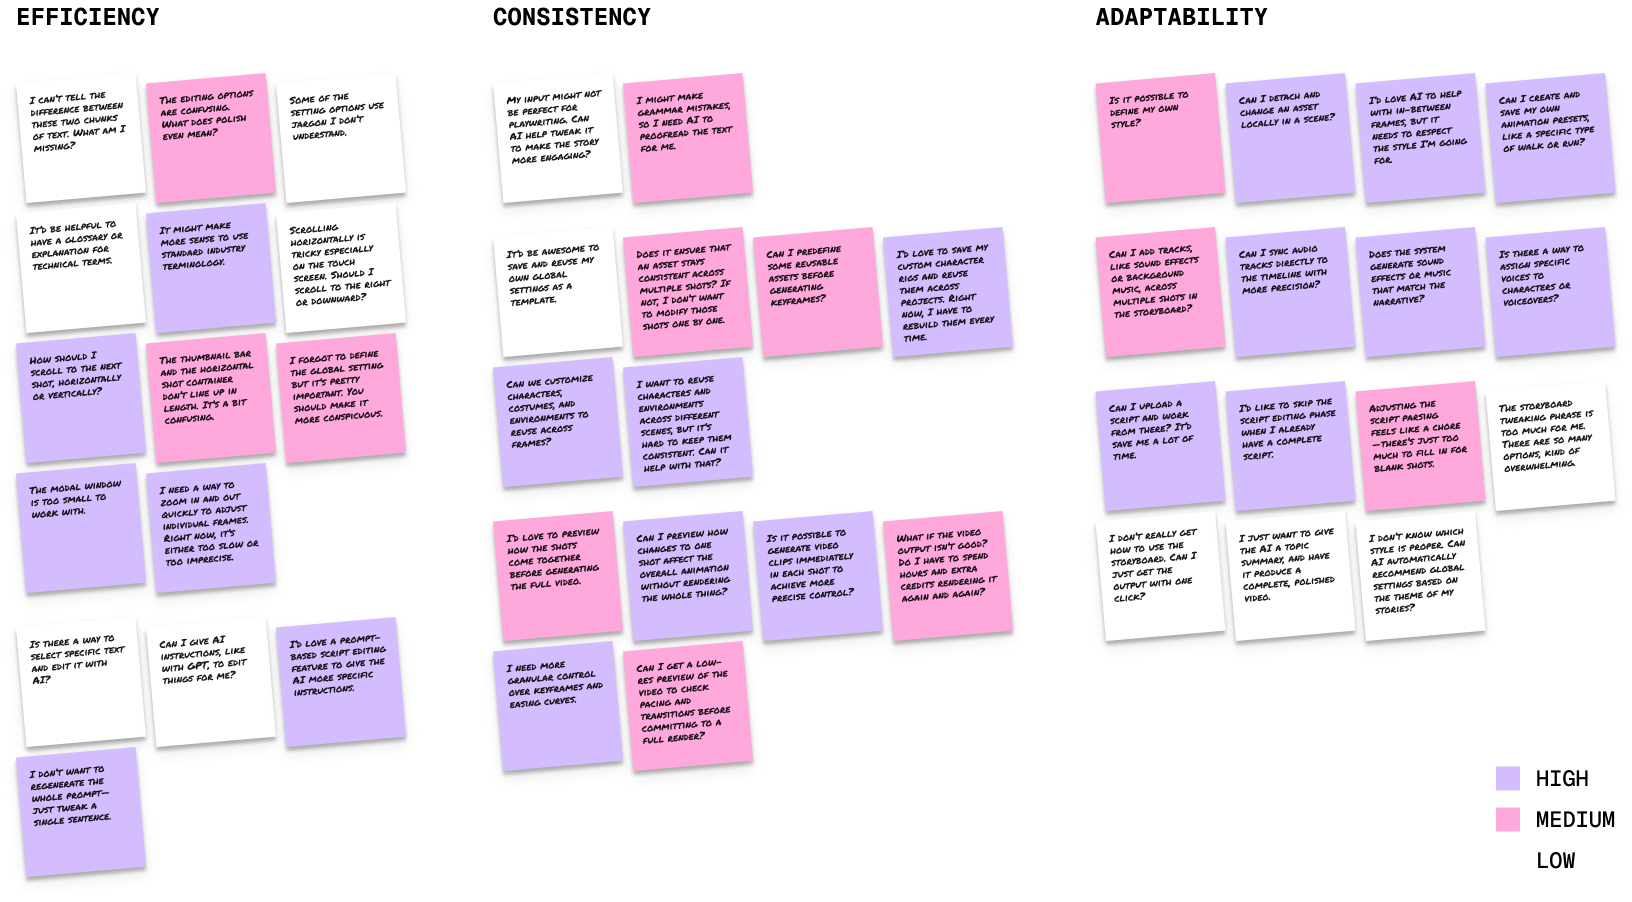 EFFICIENCY
I can't tell the
difference between
these two chunks
of text. What am I
missing?
The editing options
are confusing.
What does polish
even mean?
Some of the
setting options use
jargon I don't
understand.
It'd be helpful to
have a glossary or
explanation for
technical terms.
It might make
more sense to use
standard industry
terminology.
Scrolling
horizontally is
tricky especially
on the touch
screen. Should I
scroll to the right
or downward?
How should I
scroll to the next
shot, horizontally
or vertically?
The thumbnail bar
and the horizontal
shot container
don't line up in
length. It's a bit
confusing.
I forgot to define
the global setting
but it's pretty
important. You
should make it
more conspicuous.
The modal window
is too small to
work with.
I need a way to
zoom in and out
quickly to adjust
individual frames.
Right now, it's
either too slow or
too imprecise.
Is there a way to
select specific text
and edit it with
AI?
Can I give AI
instructions, like
with GPT, to edit
things for me?
I'd love a prompt-
based script editing
feature to give the
AI more specific
instructions.
I don't want to
regenerate the
whole prompt—
just tweak a
single sentence.
CONSISTENCY
My input might not
be perfect for
playwriting. Can
AI help tweak it
to make the story
more engaging?
I might make
grammar mistakes,
so I need AI to
proofread the text
for me.
It'd be awesome to
save and reuse my
own global
settings as a
template.
Does it ensure that
an asset stays
consistent across
multiple shots? If
not, I don't want
to modify those
shots one by one.
Can I predefine
some reusable
assets before
generating
keyframes?
I'd love to save my
custom character
rigs and reuse
them across
projects. Right
now, I have to
rebuild them every
time.
Can we customize
characters,
costumes, and
environments to
reuse across
frames?
I want to reuse
characters and
environments
across different
scenes, but it's
hard to keep them
consistent. Can it
help with that?
I'd love to preview
how the shots
come together
before generating
the full video.
Can I preview how
changes to one
shot affect the
overall animation
without rendering
the whole thing?
Is it possible to
generate video
clips immediately
in each shot to
achieve more
precise control?
What if the video
output isn't good?
Do I have to spend
hours and extra
credits rendering it
again and again?
I need more
granular control
over keyframes and
easing curves.
Can I get a low-
res preview of the
video to check
pacing and
transitions before
committing to a
full render?
ADAPTABILITY
Is it possible to
define my own
style?
Can I detach and
change an asset
locally in a scene?
I'd love AI to help
with in-between
frames, but it
needs to respect
the style I'm going
for.
Can I create and
save my own
animation presets,
like a specific type
of walk or run?
Can I add tracks,
like sound effects
or background
music, across
multiple shots in
the storyboard?
Can I sync audio
tracks directly to
the timeline with
more precision?
Does the system
generate sound
effects or music
that match the
narrative?
Is there a way to
assign specific
voices to
characters or
voiceovers?
Can I upload a
script and work
from there? It'd
save me a lot of
time.
I'd like to skip the
script editing phase
when I already
have a complete
script.
Adjusting the
script parsing
feels like a chore
—there's just too
much to fill in for
blank shots.
The storyboard
tweaking phrase is
too much for me.
There are so many
options, kind of
overwhelming.
I don't really get
how to use the
storyboard. Can I
just get the
output with one
click?
I just want to give
the AI a topic
summary, and have
it produce a
complete, polished
video.
I don't know which
style is proper. Can
AI automatically
recommend global
settings based on
the theme of my
stories?
HIGH
MEDIUM
LOW